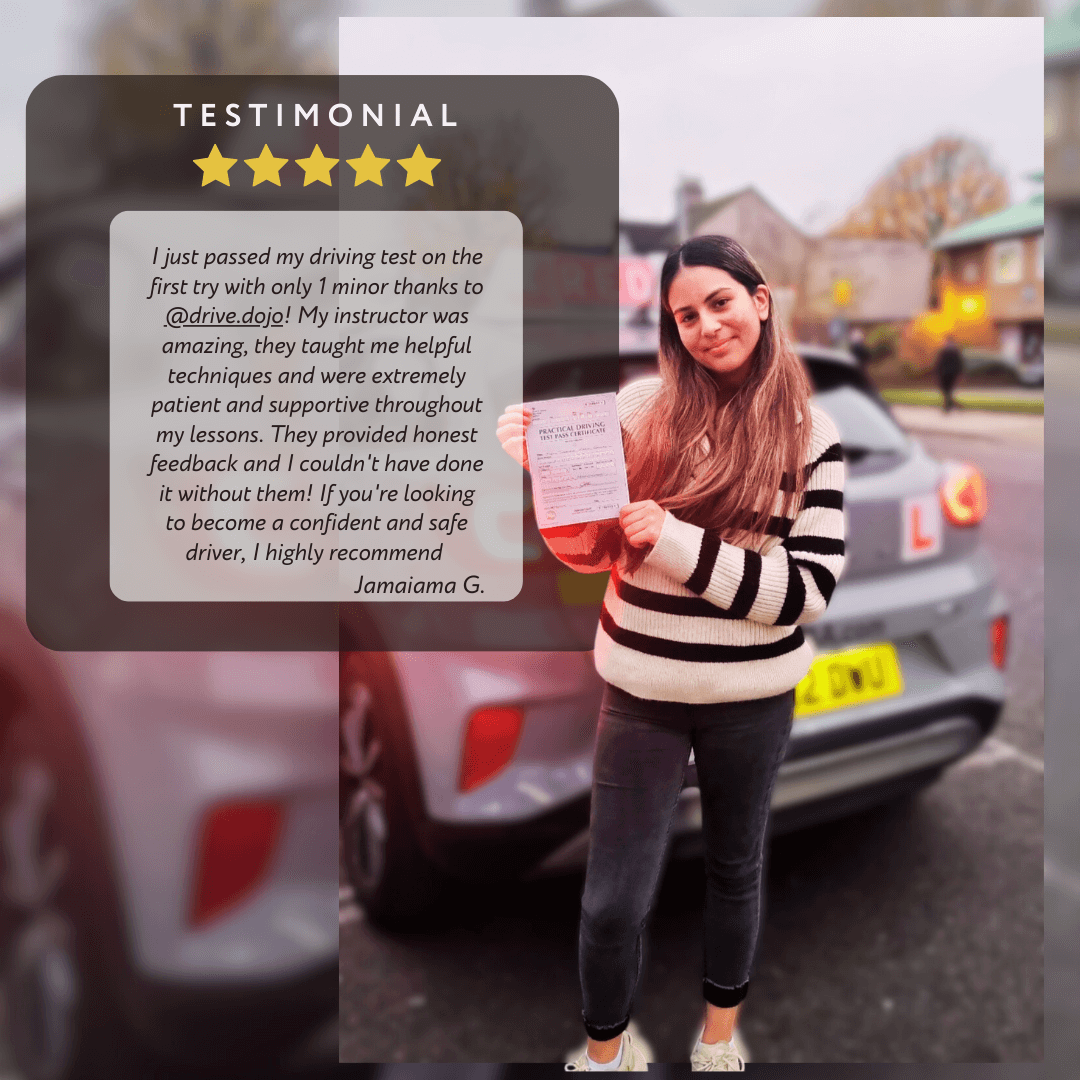 TESTIMONIAL
I just passed my driving test on the
first try with only 1 minor thanks to
@drive.dojo! My instructor was
amazing, they taught me helpful
techniques and were extremely
patient and supportive throughout
my lessons. They provided honest
feedback and I couldn't have done
it without them! If you're looking
to become a confident and safe
driver, I highly recommend
Jamaiama G.
PRACTICAL DRIVING
TEST PASS CERTIFICATE
L